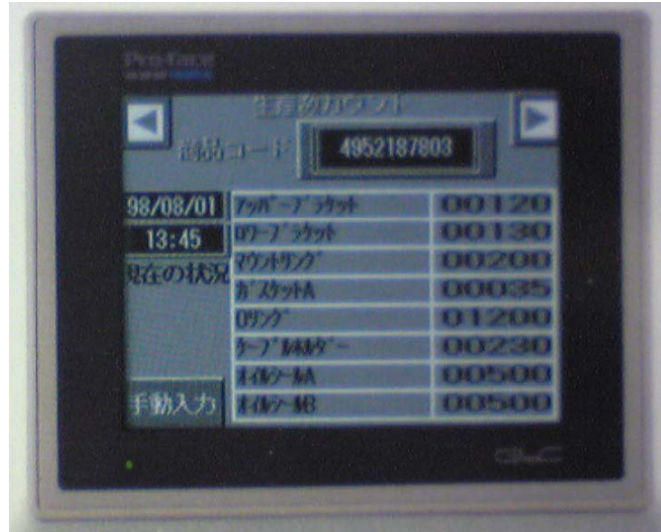 Pro-face
生産数カウント
商品コード 4952187803
98/08/01
13:45
現在の状況
手動入力
アッパーブラケット 00120
ロワーブラケット 00130
マウントリング 00200
ガスケットA 00035
Oリング 01200
ケーブルホルダー 00230
オイルシールA 00500
オイルシールB 00500
GLC